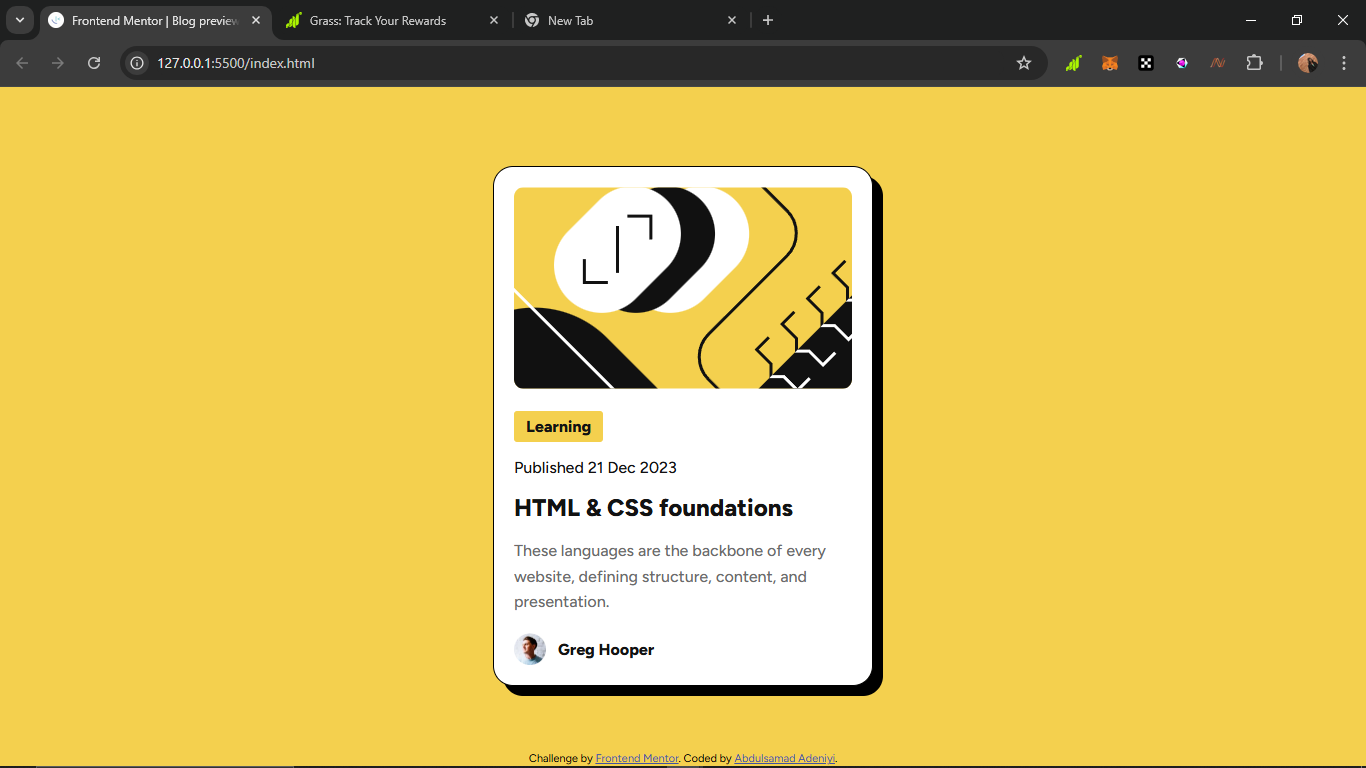 Frontend Mentor | Blog preview
Grass: Track Your Rewards
New Tab
127.0.0.1:5500/index.html
Learning
Published 21 Dec 2023
HTML & CSS foundations
These languages are the backbone of every
website, defining structure, content, and
presentation.
Greg Hooper
Challenge by Frontend Mentor. Coded by Abdulsamad Adeniyi.